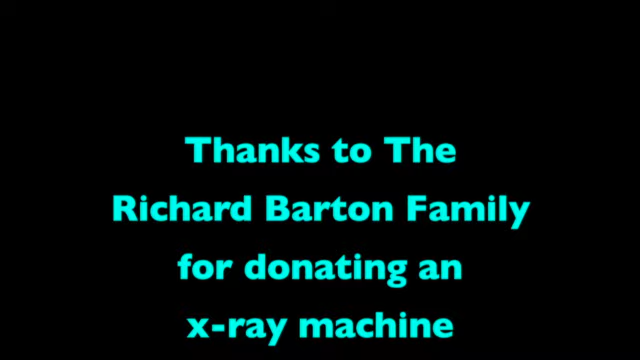 Thanks to The
Richard Barton Family
for donating an
x-ray machine